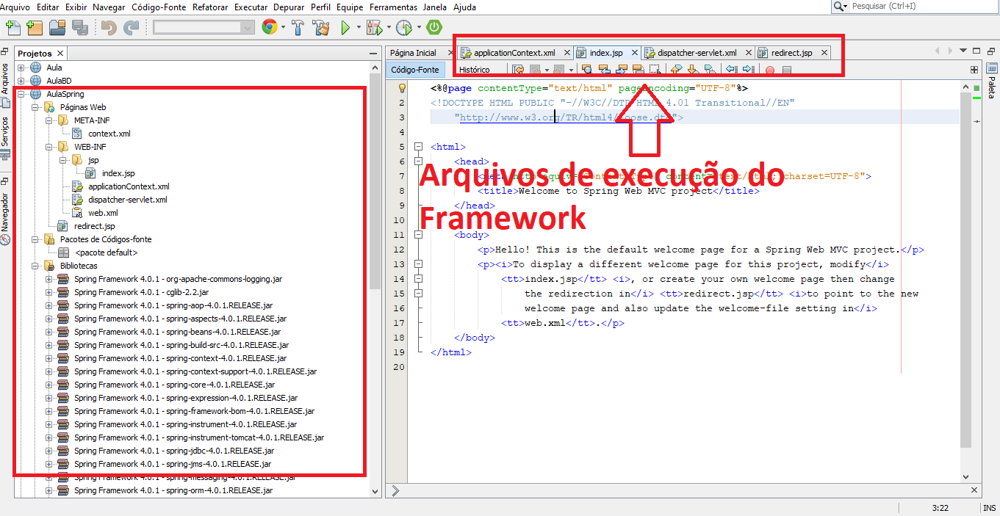 Arquivo Editar Exibir Navegar Código-Fonte Refatorar Executar Depurar Perfil Equipe Ferramentas Janela Ajuda
Pesquisar (Ctrl+I)
Projetos
Aula
AulaBD
AulaSpring
Páginas Web
META-INF
context.xml
WEB-INF
jsp
index.jsp
applicationContext.xml
dispatcher-servlet.xml
web.xml
redirect.jsp
Pacotes de Códigos-fonte
<pacote default>
Bibliotecas
Spring Framework 4.0.1 - org-apache-commons-logging.jar
Spring Framework 4.0.1 - cglib-2.2.jar
Spring Framework 4.0.1 - spring-aop-4.0.1.RELEASE.jar
Spring Framework 4.0.1 - spring-aspects-4.0.1.RELEASE.jar
Spring Framework 4.0.1 - spring-beans-4.0.1.RELEASE.jar
Spring Framework 4.0.1 - spring-build-src-4.0.1.RELEASE.jar
Spring Framework 4.0.1 - spring-context-4.0.1.RELEASE.jar
Spring Framework 4.0.1 - spring-context-support-4.0.1.RELEASE.jar
Spring Framework 4.0.1 - spring-core-4.0.1.RELEASE.jar
Spring Framework 4.0.1 - spring-expression-4.0.1.RELEASE.jar
Spring Framework 4.0.1 - spring-framework-bom-4.0.1.RELEASE.jar
Spring Framework 4.0.1 - spring-instrument-4.0.1.RELEASE.jar
Spring Framework 4.0.1 - spring-instrument-tomcat-4.0.1.RELEASE.jar
Spring Framework 4.0.1 - spring-jdbc-4.0.1.RELEASE.jar
Spring Framework 4.0.1 - spring-jms-4.0.1.RELEASE.jar
Spring Framework 4.0.1 - spring-messaging-4.0.1.RELEASE.jar
Spring Framework 4.0.1 - spring-orm-4.0.1.RELEASE.jar
Arquivos
Serviços
Navegador
Página Inicial applicationContext.xml index.jsp dispatcher-servlet.xml redirect.jsp
Código-Fonte Histórico
<%@page contentType="text/html" pageEncoding="UTF-8"%>
2 <!DOCTYPE HTML PUBLIC "-//W3C//DTD HTML 4.01 Transitional//EN"
3 "http://www.w3.org/TR/html4/loose.dtd">
4
5 <html>
6 <head>
7 content="text/html; charset=UTF-8">
8 <title>Welcome to Spring Web MVC project</title>
9 </head>
10
11 <body>
12 <p>Hello! This is the default welcome page for a Spring Web MVC project.</p>
13 <p><i>To display a different welcome page for this project, modify</i>
14 <tt>index.jsp</tt> <i>, or create your own welcome page then change
15 the redirection in</i> <tt>redirect.jsp</tt> <i>to point to the new
16 welcome page and also update the welcome-file setting in</i>
17 <tt>web.xml</tt>.</p>
18 </body>
19 </html>
20
Arquivos de execução do
Framework
Paleta
3:22 INS